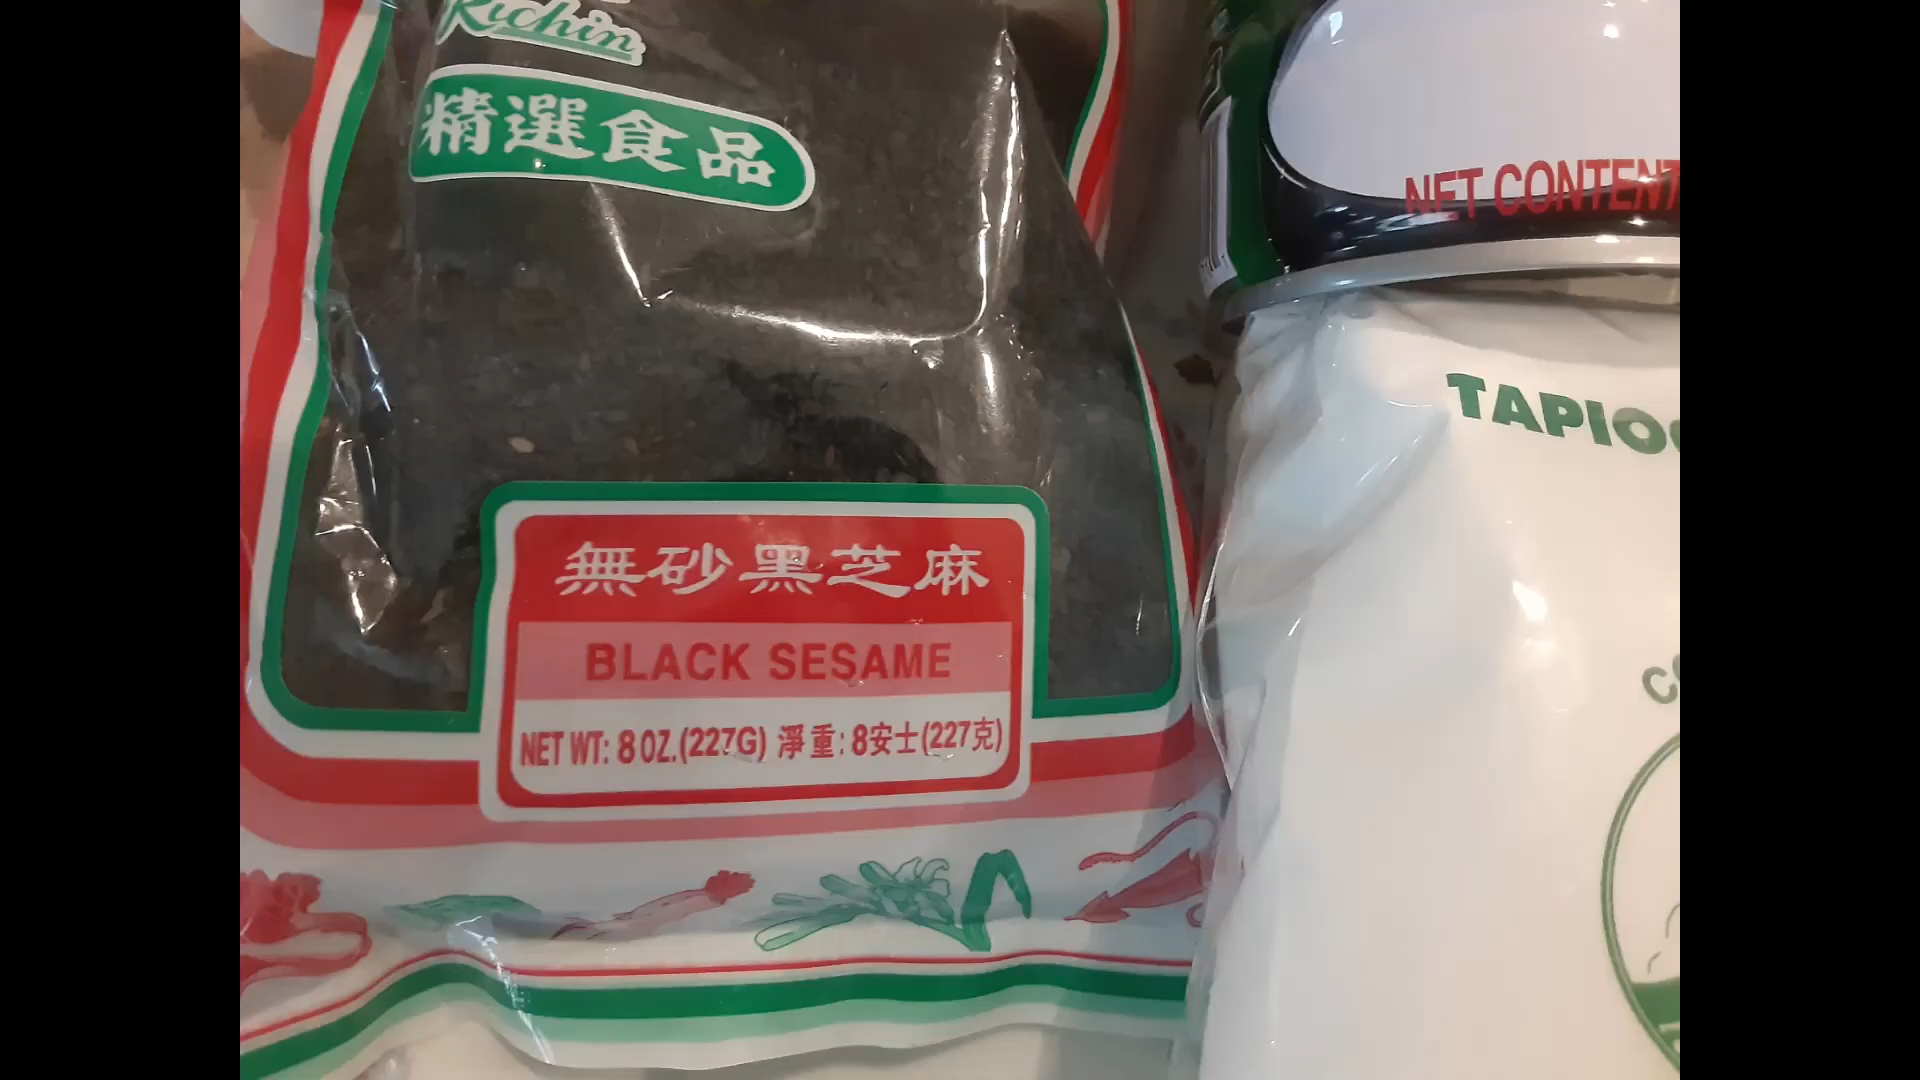 Richin
精選食品
無砂黑芝麻
BLACK SESAME
NET WT: 8 OZ.(227G) 淨重: 8安士(227克)
NET CONTENT
TAPIO